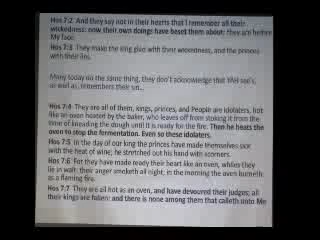 Hos 7:2 And they say not in their hearts that I remember all their
wickedness: now their own doings have beset them about; they are before
My face.
Hos 7:3 They make the king glad with their wickedness, and the princes
with their lies.
Many today do the same thing, they don't acknowledge that YHVH see's,
as well as, remembers their sin...
Hos 7:4 They are all of them, kings, princes, and People are idolaters, hot
like an oven heated by the baker, who leaves off from stoking it from the
time of kneading the dough until it is ready for the fire. Then he heats the
oven to stop the fermentation. Even so these idolaters.
Hos 7:5 In the day of our king the princes have made themselves sick
with the heat of wine; he stretched out his hand with scorners.
Hos 7:6 For they have made ready their heart like an oven, whiles they
lie in wait: their anger smoketh all night; in the morning the oven burneth
as a flaming fire.
Hos 7:7 They are all hot as an oven, and have devoured their judges; all
their kings are fallen: and there is none among them that calleth unto Me